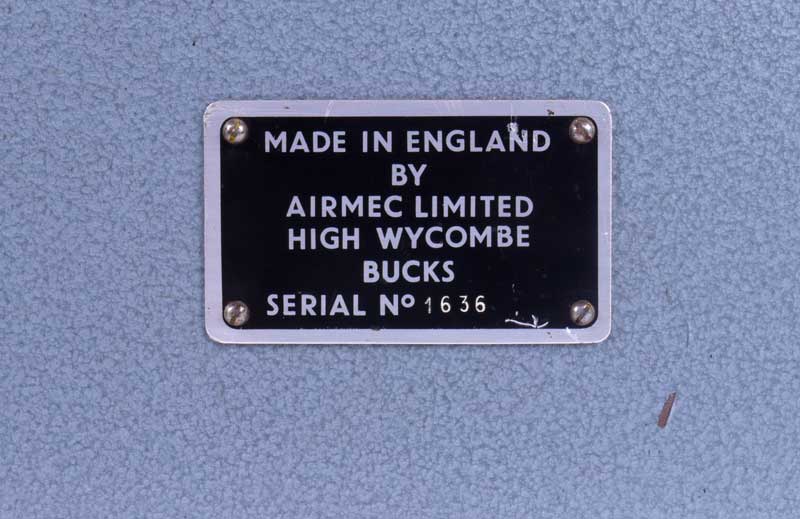 MADE IN ENGLAND
BY
AIRMEC LIMITED
HIGH WYCOMBE
BUCKS
SERIAL Nº 1636